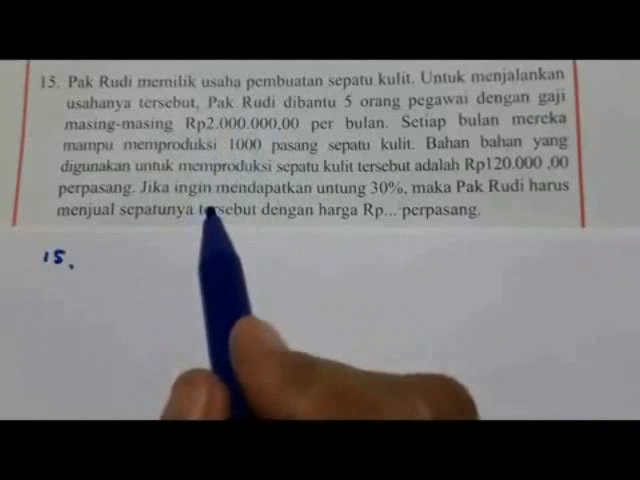 15. Pak Rudi memilik usaha pembuatan sepatu kulit. Untuk menjalankan
usahanya tersebut, Pak Rudi dibantu 5 orang pegawai dengan gaji
masing-masing Rp2.000.000,00 per bulan. Setiap bulan mereka
mampu memproduksi 1000 pasang sepatu kulit. Bahan bahan yang
digunakan untuk memproduksi sepatu kulit tersebut adalah Rp120.000 ,00
perpasang. Jika ingin mendapatkan untung 30%, maka Pak Rudi harus
menjual sepatunya tersebut dengan harga Rp... perpasang.
15.